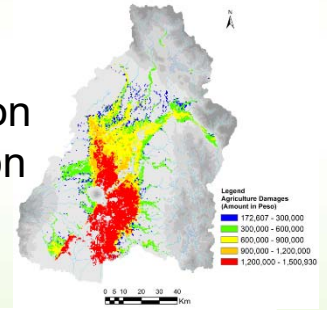 N
on
on
Legend
Agriculture Damages
(Amount in Peso)
172,607 - 300,000
300,000 - 600,000
600,000 - 900,000
900,000 - 1,200,000
1,200,000 - 1,500,930
0 5 10 20 30 40
Km